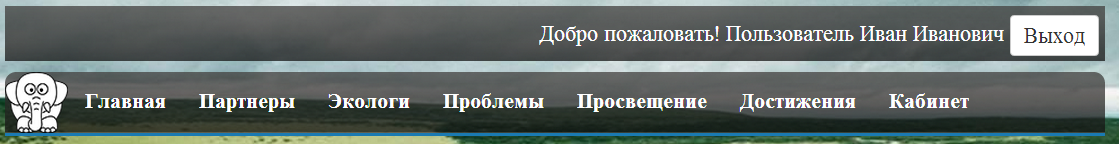 Добро пожаловать! Пользователь Иван Иванович Выход
Главная Партнеры Экологи Проблемы Просвещение Достижения Кабинет